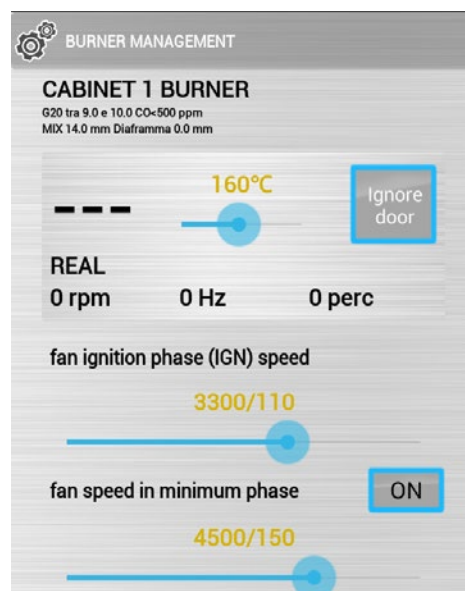 BURNER MANAGEMENT
CABINET 1 BURNER
G20 tra 9.0 e 10.0 CO<500 ppm
MIX 14.0 mm Diaframma 0.0 mm
160°C
Ignore
door
---
REAL
0 rpm 0 Hz 0 perc
fan ignition phase (IGN) speed
3300/110
fan speed in minimum phase ON
4500/150